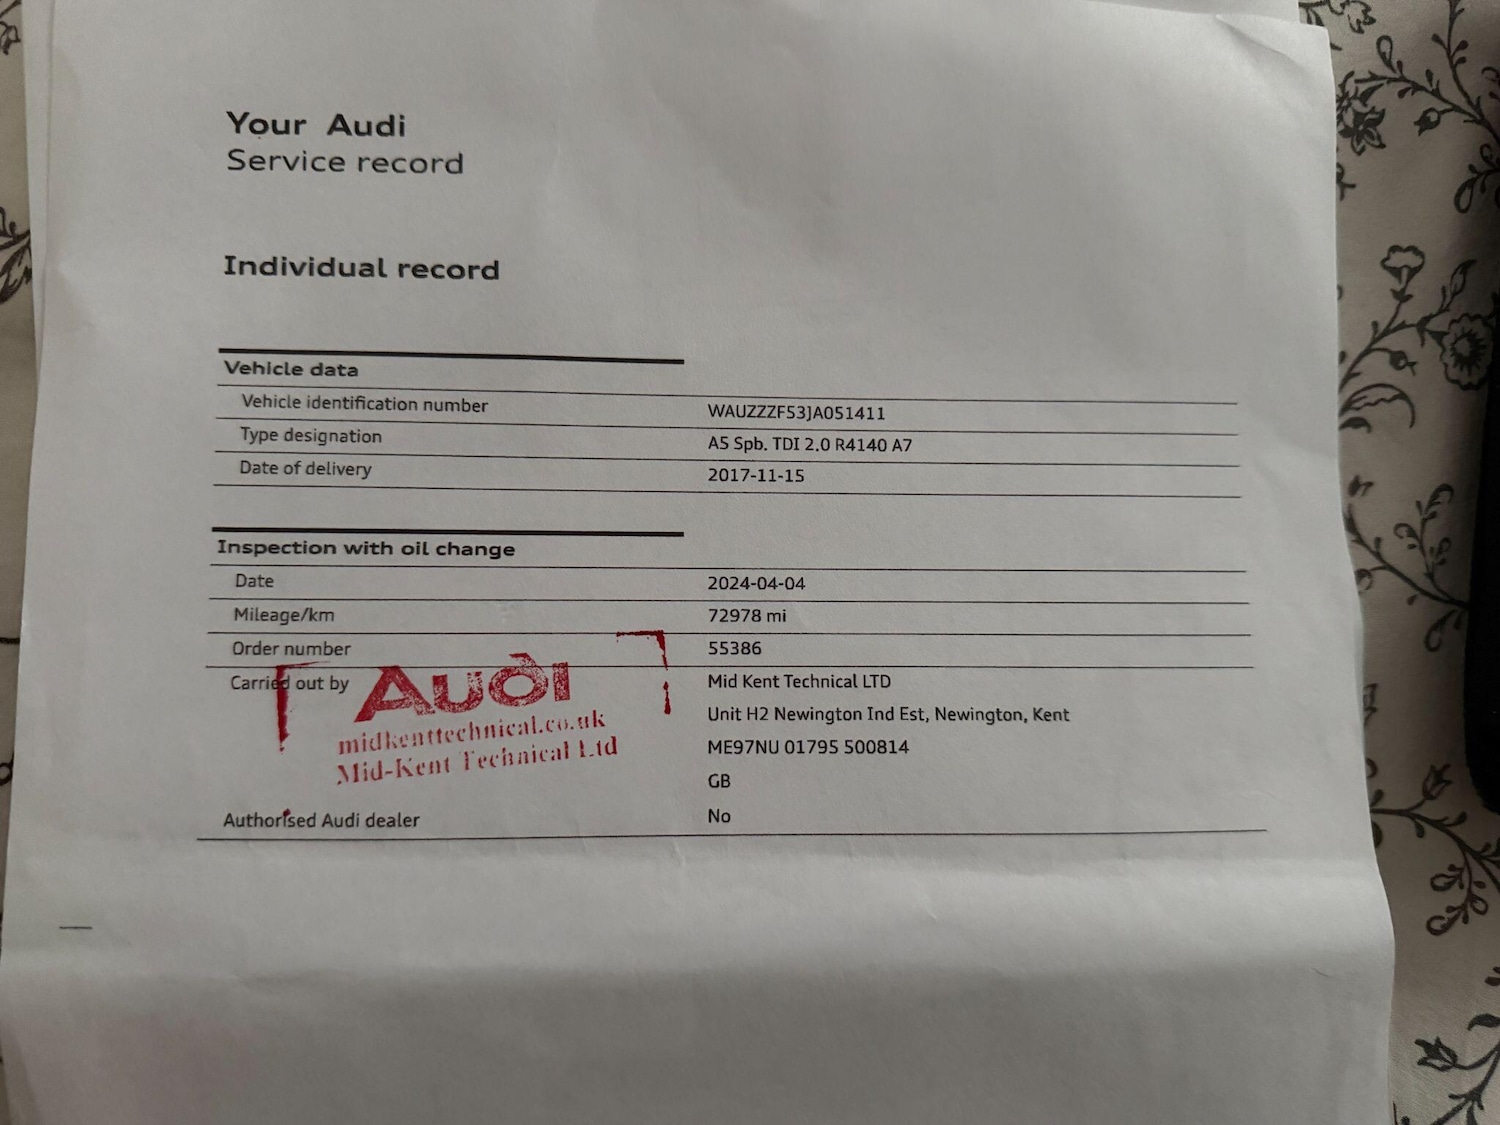 Your Audi
Service record
Individual record
Vehicle data
Vehicle identification number WAUZZZF53JA051411
Type designation A5 Spb. TDI 2.0 R4140 A7
Date of delivery 2017-11-15
Inspection with oil change
Date 2024-04-04
Mileage/km 72978 mi
Order number 55386
Carried out by Mid Kent Technical LTD
Unit H2 Newington Ind Est, Newington, Kent
ME97NU 01795 500814
GB
Audi
midkenttechnical.co.uk
Mid-Kent Technical Ltd
Authorised Audi dealer No